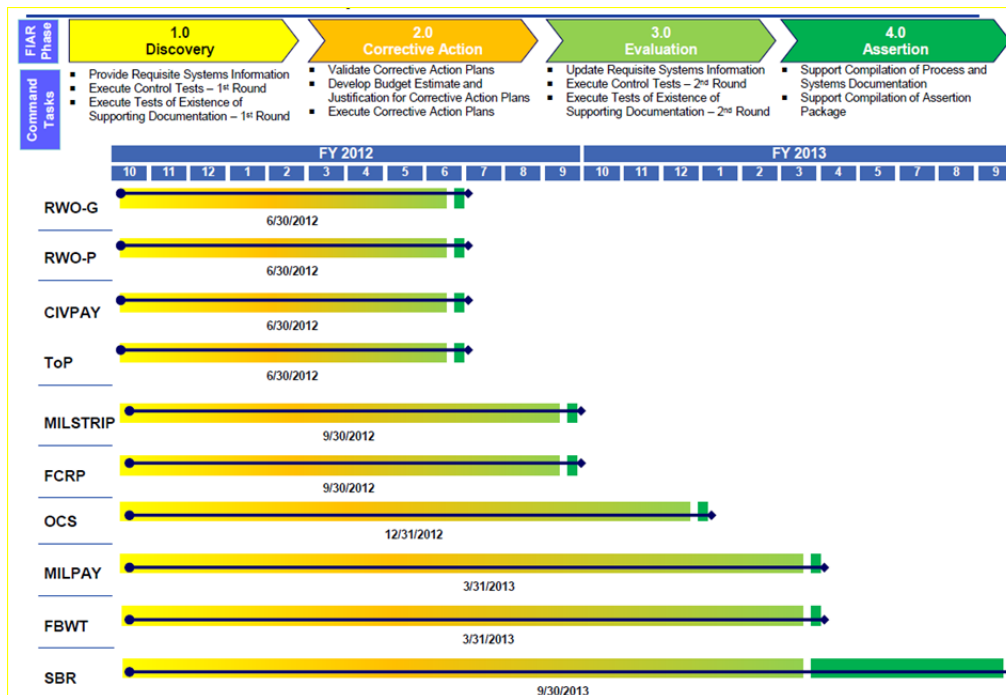 FIAR
Phase
1.0
Discovery
2.0
Corrective Action
3.0
Evaluation
4.0
Assertion
Command
Tasks
▪ Provide Requisite Systems Information
▪ Execute Control Tests – 1st Round
▪ Execute Tests of Existence of
Supporting Documentation – 1st Round
▪ Validate Corrective Action Plans
▪ Develop Budget Estimate and
Justification for Corrective Action Plans
▪ Execute Corrective Action Plans
▪ Update Requisite Systems Information
▪ Execute Control Tests – 2nd Round
▪ Execute Tests of Existence of
Supporting Documentation – 2nd Round
▪ Support Compilation of Process and
Systems Documentation
▪ Support Compilation of Assertion
Package
FY 2012 FY 2013
10 11 12 1 2 3 4 5 6 7 8 9 10 11 12 1 2 3 4 5 6 7 8 9
RWO-G
6/30/2012
RWO-P
6/30/2012
CIVPAY
6/30/2012
ToP
6/30/2012
MILSTRIP
9/30/2012
FCRP
9/30/2012
OCS
12/31/2012
MILPAY
3/31/2013
FBWT
3/31/2013
SBR
9/30/2013